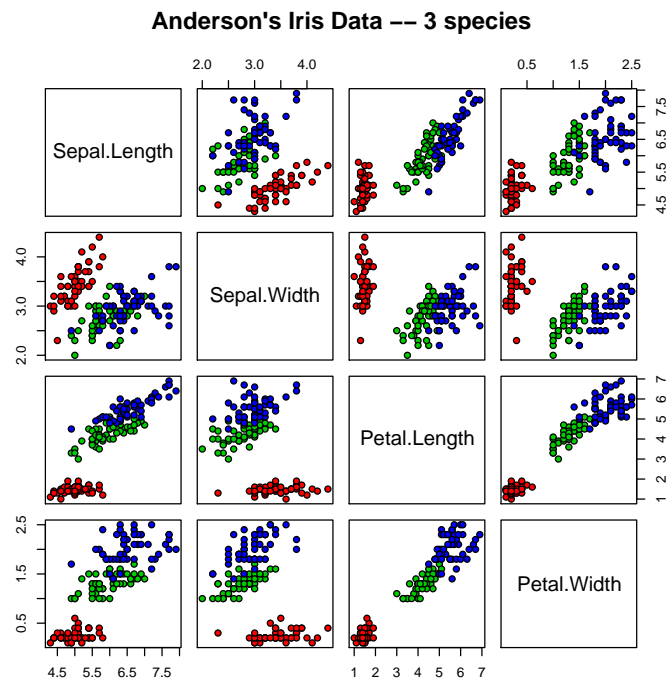 Anderson's Iris Data −− 3 species
2.0 3.0 4.0
0.5 1.5 2.5
Sepal.Length
4.5 5.5 6.5 7.5
2.0 3.0 4.0
Sepal.Width
Petal.Length
1 2 3 4 5 6 7
0.5 1.5 2.5
Petal.Width
4.5 5.5 6.5 7.5
1 2 3 4 5 6 7